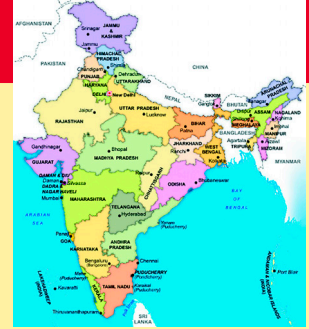 AFGHANISTAN
JAMMU
&
KASHMIR
Srinagar
Jammu
HIMACHAL
PRADESH
Shimla
PAKISTAN
Chandigarh
PUNJAB
Dehradun
UTTARAKHAND
HARYANA
DELHI
New Delhi
CHINA
ARUNACHAL
PRADESH
SIKKIM
NEPAL
BHUTAN
Itanagar
Jaipur
UTTAR PRADESH
Lucknow
RAJASTHAN
ASSAM
NAGALAND
Kohima
Dispur
Shillong
MEGHALAYA
Imphal
MANIPUR
BIHAR
Patna
BANGLADESH
Agartala
Aizawl
TRIPURA
MIZORAM
Gandhinagar
GUJARAT
Bhopal
MADHYA PRADESH
JHARKHAND
Ranchi
WEST
BENGAL
Kolkata
MYANMAR
DAMAN & DIU
Daman
Silvassa
DADRA &
NAGAR HAVELI
Mumbai
MAHARASHTRA
Raipur
CHHATTISGARH
ODISHA
Bhubaneswar
TELANGANA
Hyderabad
ARABIAN
SEA
BAY
OF
BENGAL
Yanam
(Puducherry)
Panaji
GOA
KARNATAKA
ANDHRA
PRADESH
Bengaluru
(Bangalore)
Chennai
Mahe
(Puducherry)
PUDUCHERRY
(Pondicherry)
Karaikal
(Puducherry)
LAKSHADWEEP
(INDIA)
Kavaratti
KERALA
TAMIL NADU
Thiruvananthapuram
SRI
LANKA
ANDAMAN & NICOBAR ISLANDS
(INDIA)
Port Blair